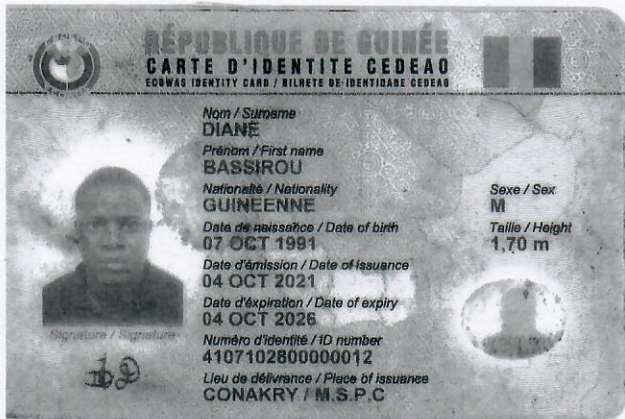 RÉPUBLIQUE DE GUINÉE
CARTE D'IDENTITE CEDEAO
ECOWAS IDENTITY CARD / BILHETE DE IDENTIDADE CEDEAO
Nom / Surname
DIANÉ
Prénom / First name
BASSIROU
Nationalité / Nationality
GUINEENNE
Sexe / Sex
M
Date de naissance / Date of birth
07 OCT 1991
Taille / Height
1,70 m
Date d'émission / Date of issuance
04 OCT 2021
Date d'éxpiration / Date of expiry
04 OCT 2026
Signature / Signature
Numéro d'identité / ID number
4107102800000012
Lieu de délivrance / Place of issuance
CONAKRY / M.S.P.C